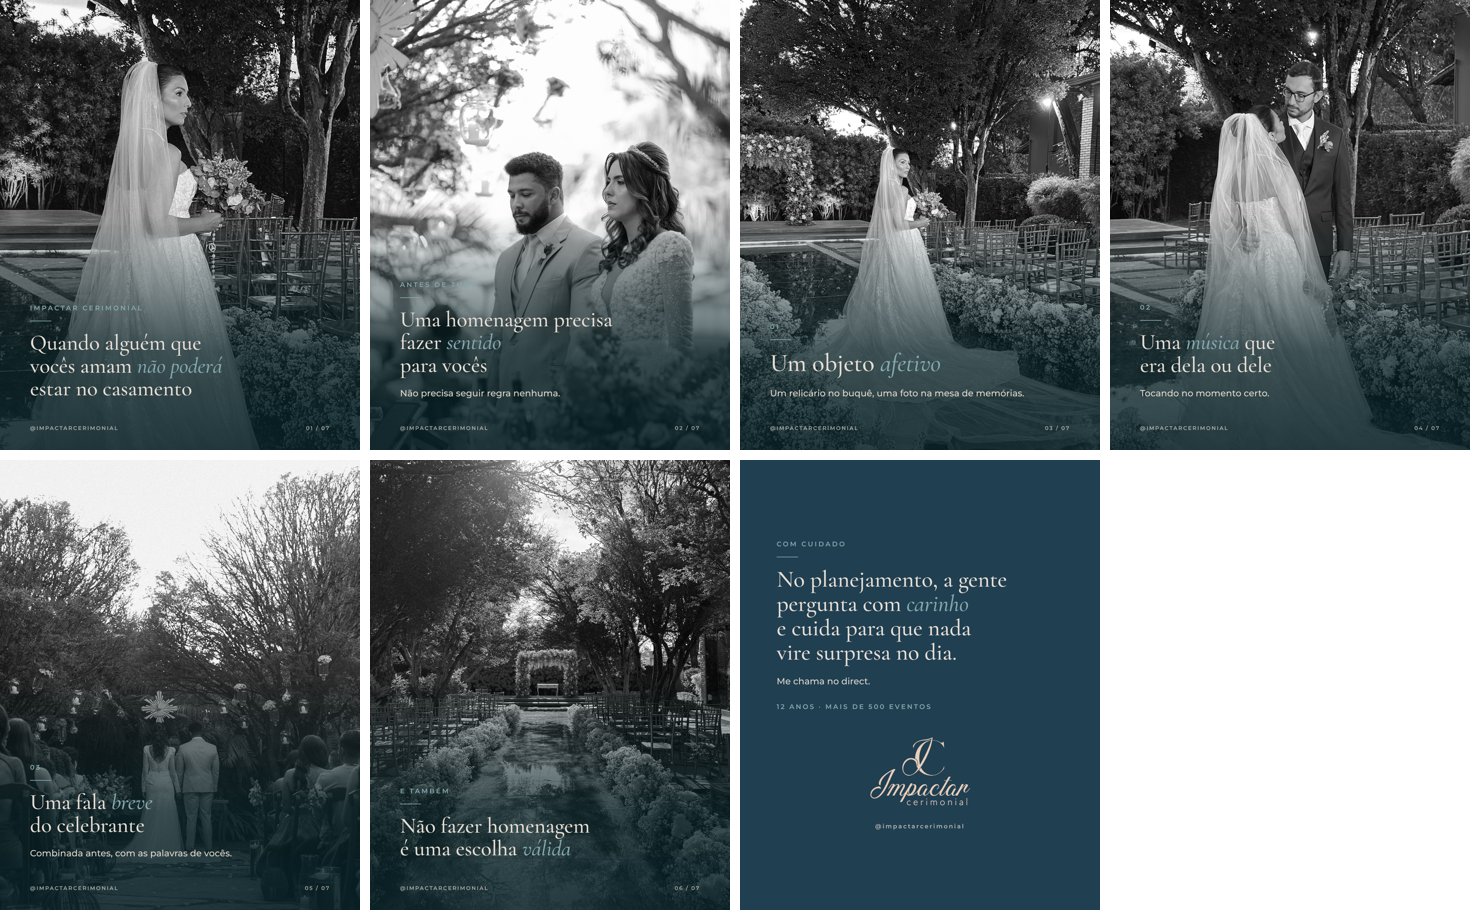 IMPACTAR CERIMONIAL
Quando alguém que
vocês amam não poderá
estar no casamento
@IMPACTARCERIMONIAL
01 / 07
ANTES DE
Uma homenagem precisa
fazer sentido
para vocês
Não precisa seguir regra nenhuma.
@IMPACTARCERIMONIAL
02 / 07
01
Um objeto afetivo
Um relicário no buquê, uma foto na mesa de memórias.
@IMPACTARCERIMONIAL
03 / 07
02
Uma música que
era dela ou dele
Tocando no momento certo.
@IMPACTARCERIMONIAL
04 / 07
03
Uma fala breve
do celebrante
Combinada antes, com as palavras de vocês.
@IMPACTARCERIMONIAL
05 / 07
E TAMBÉM
Não fazer homenagem
é uma escolha válida
@IMPACTARCERIMONIAL
06 / 07
COM CUIDADO
No planejamento, a gente
pergunta com carinho
e cuida para que nada
vire surpresa no dia.
Me chama no direct.
12 ANOS · MAIS DE 500 EVENTOS
Impactar
cerimonial
@impactarcerimonial